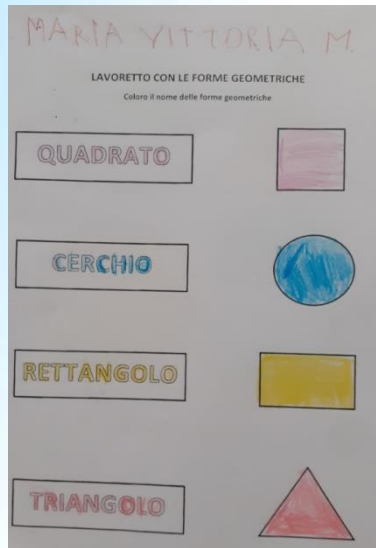 MARIA VITTORIA M.
LAVORETTO CON LE FORME GEOMETRICHE
Coloro il nome delle forme geometriche
QUADRATO
CERCHIO
RETTANGOLO
TRIANGOLO